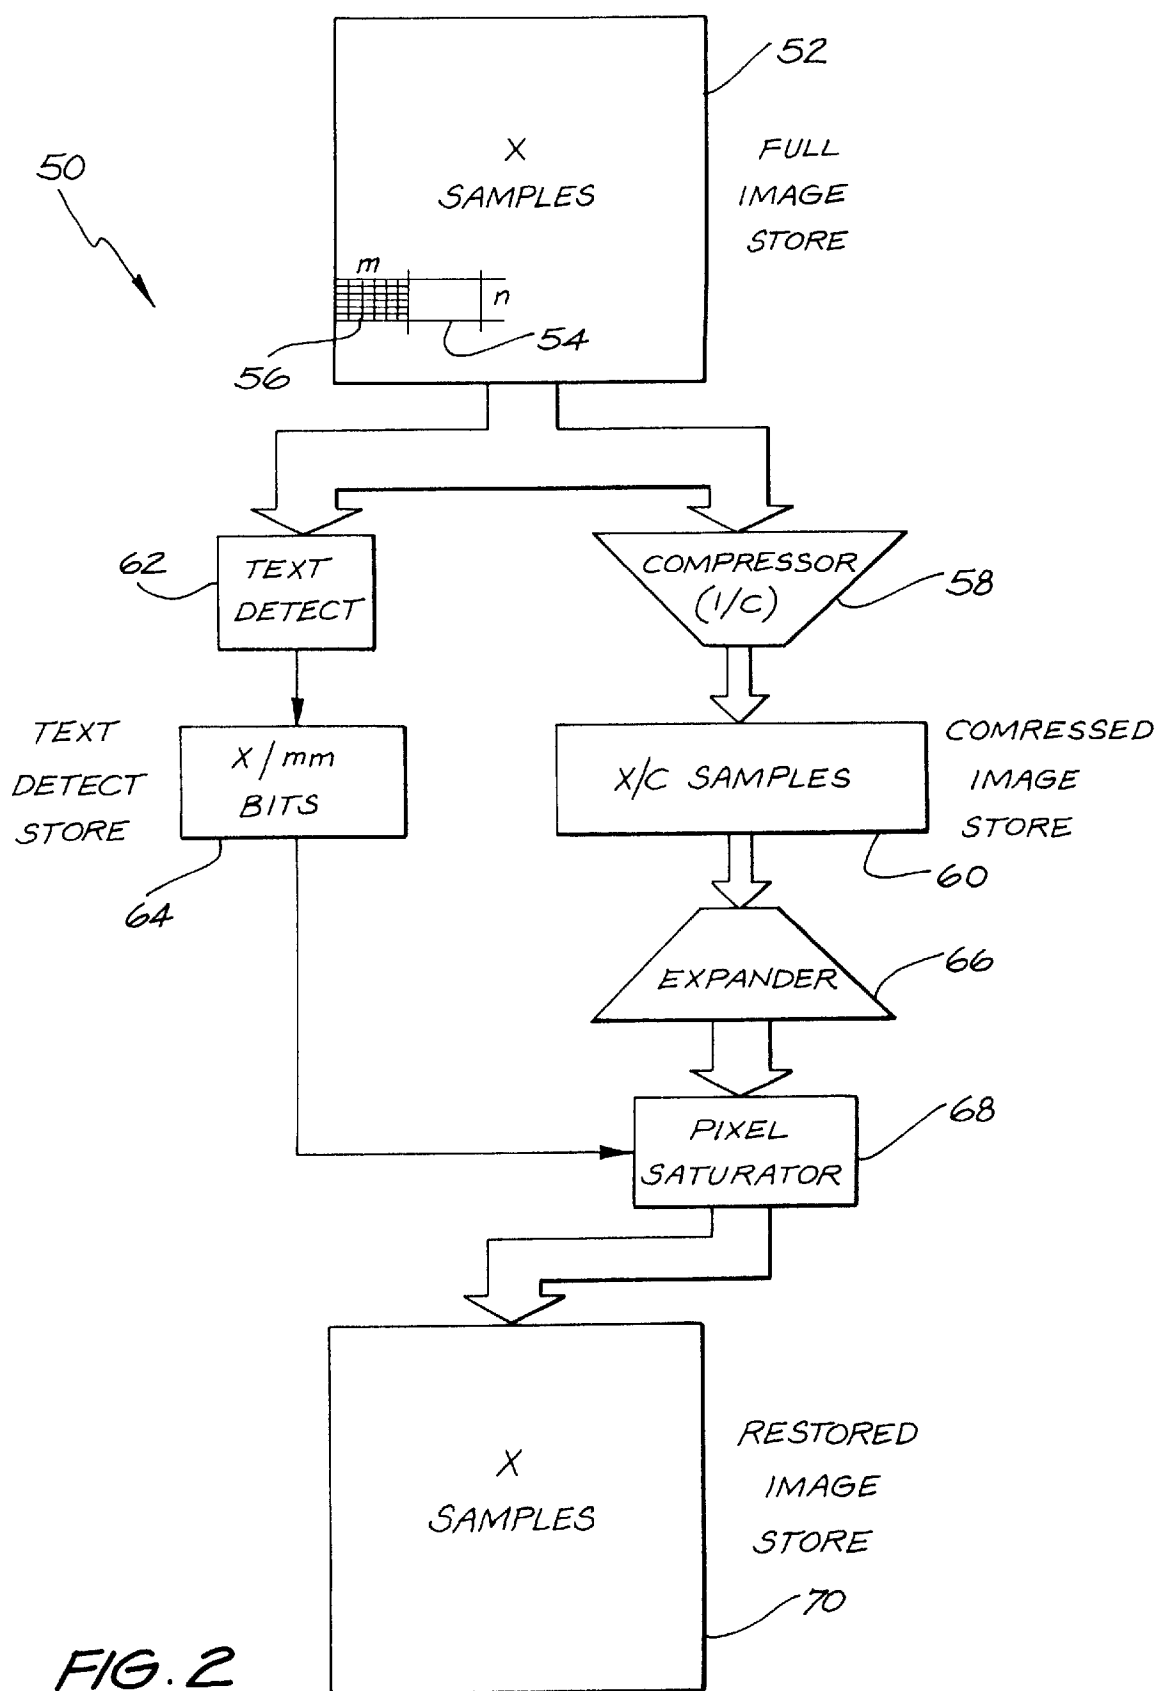 52
X
SAMPLES
FULL
IMAGE
STORE
50
m
n
56
54
62
TEXT
DETECT
COMPRESSOR
(1/C)
58
TEXT
DETECT
STORE
X/mm
BITS
64
X/C SAMPLES
COMRESSED
IMAGE
STORE
60
EXPANDER
66
PIXEL
SATURATOR
68
X
SAMPLES
RESTORED
IMAGE
STORE
70
FIG. 2